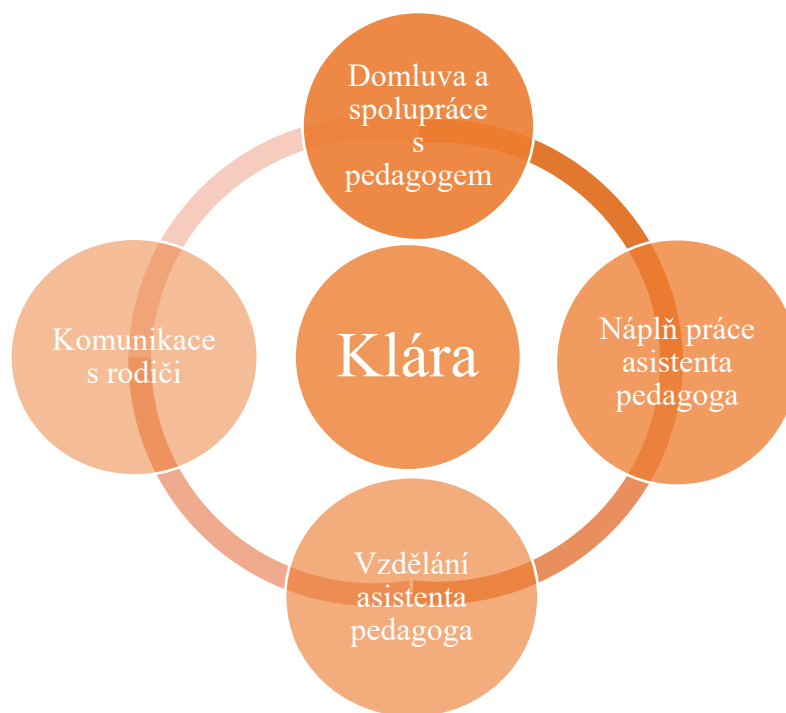 Domluva a
spolupráce
s
pedagogem
Komunikace
s rodiči
Klára
Náplň práce
asistenta
pedagoga
Vzdělání
asistenta
pedagoga